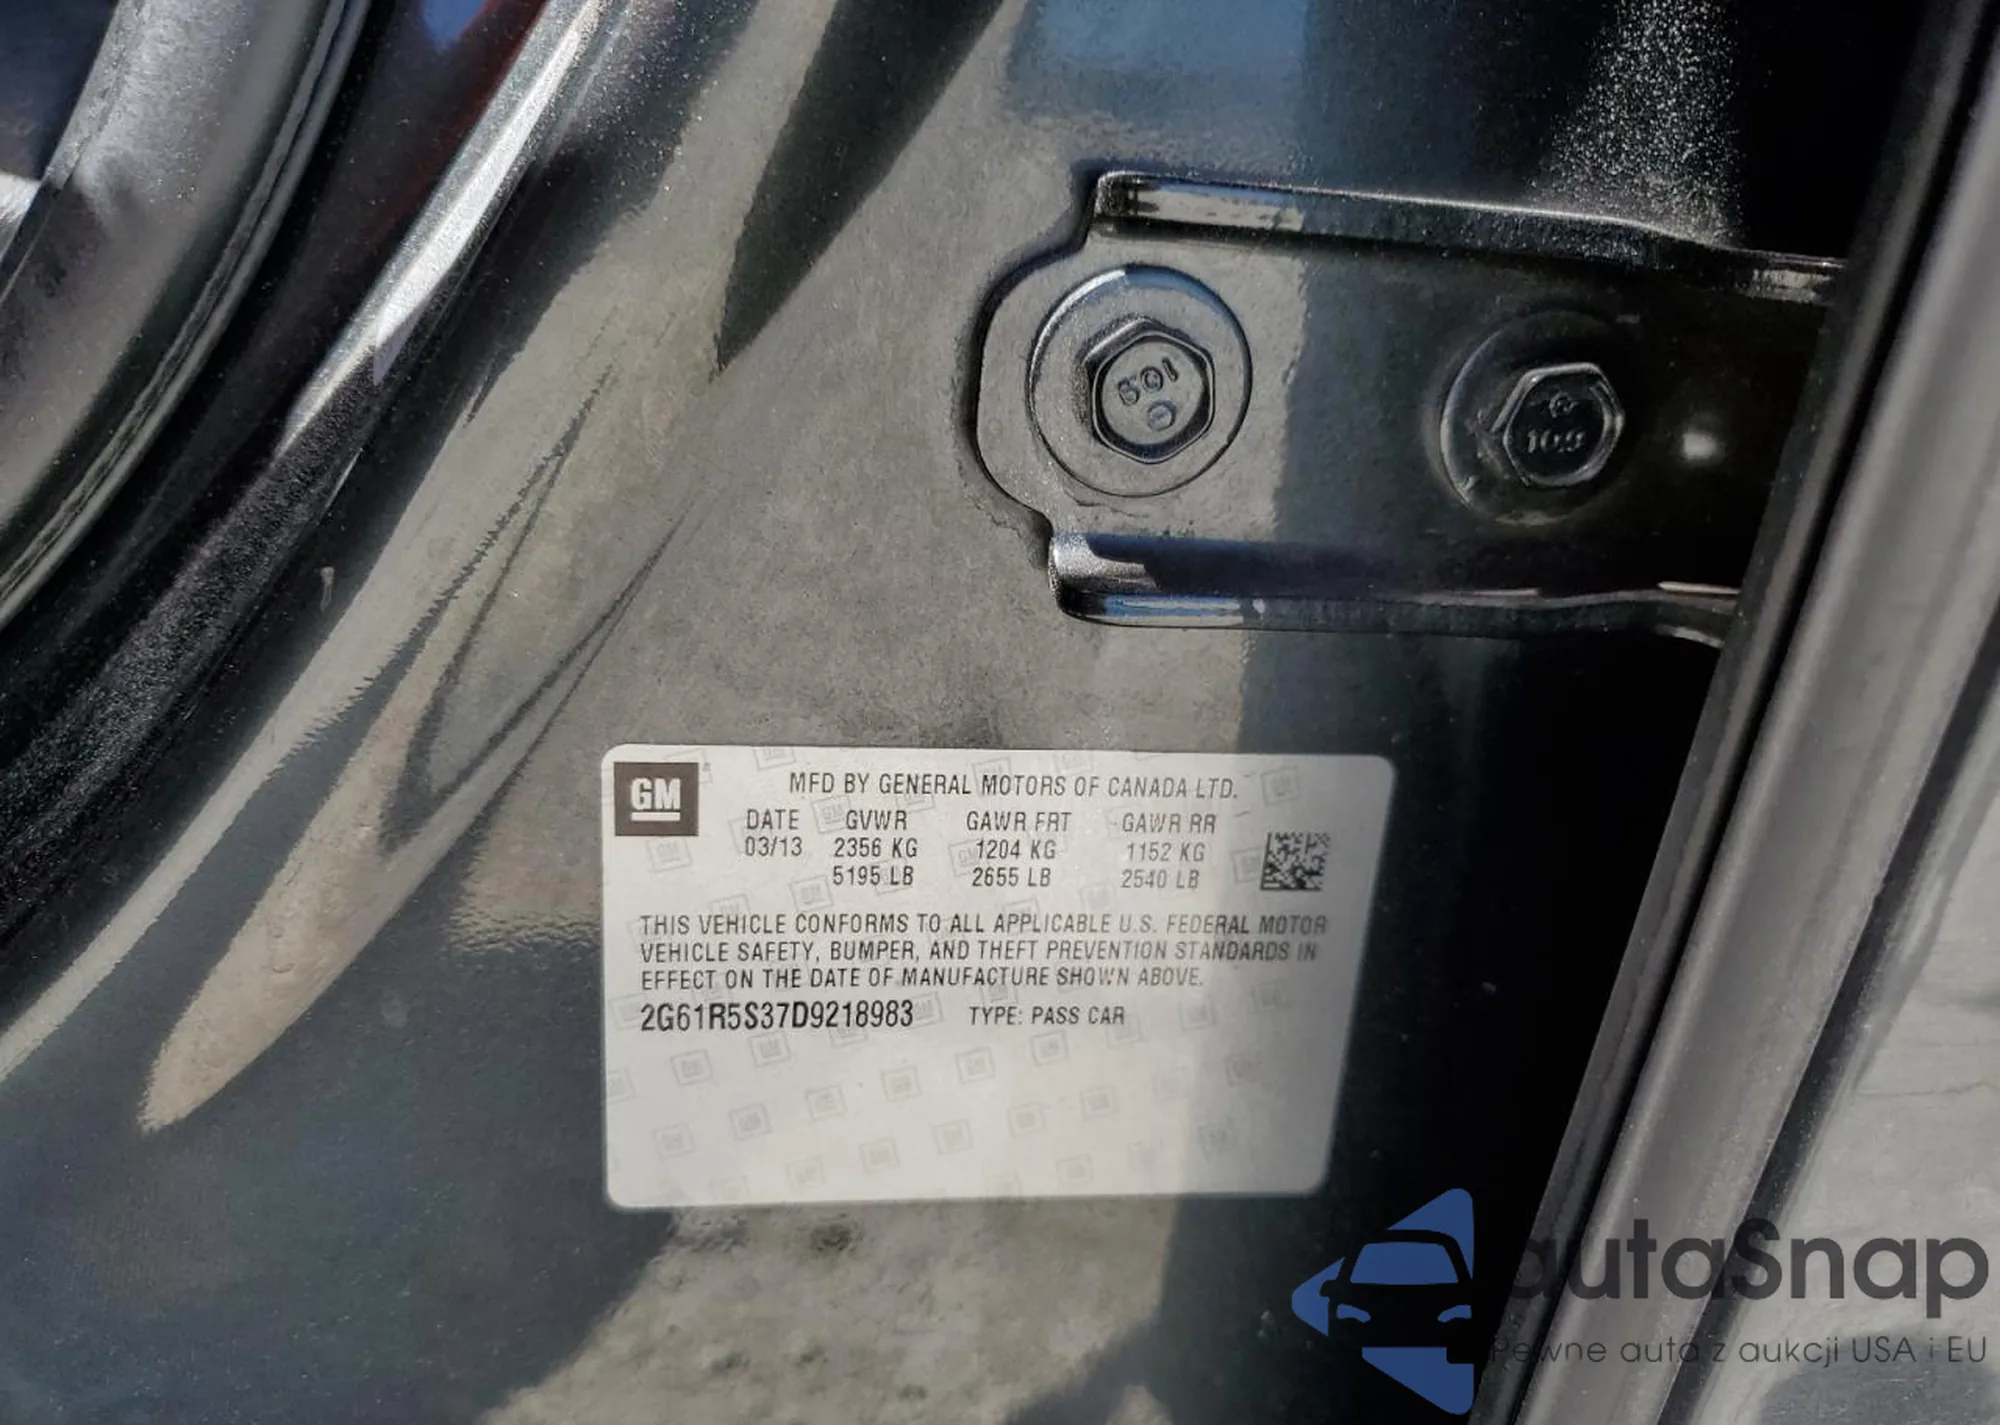 109
10.9
GM
MFD BY GENERAL MOTORS OF CANADA LTD.
DATE GVWR GAWR FRT GAWR RR
03/13 2356 KG 1204 KG 1152 KG
5195 LB 2655 LB 2540 LB
THIS VEHICLE CONFORMS TO ALL APPLICABLE U.S. FEDERAL MOTOR
VEHICLE SAFETY, BUMPER, AND THEFT PREVENTION STANDARDS IN
EFFECT ON THE DATE OF MANUFACTURE SHOWN ABOVE.
2G61R5S37D9218983 TYPE: PASS CAR
autaSnap
Pewne auta z aukcji USA i EU